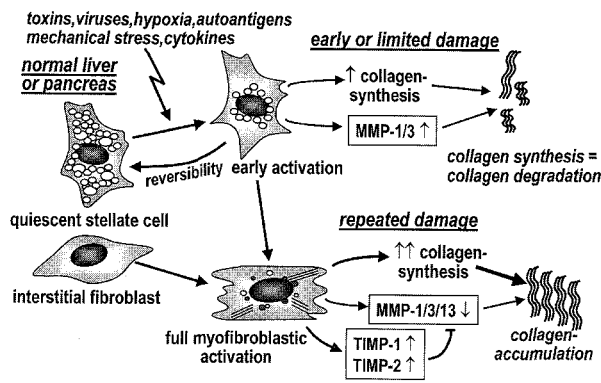 toxins,viruses,hypoxia,autoantigens
mechanical stress,cytokines
normal liver
or pancreas
early or limited damage
↑ collagen-
synthesis
MMP-1/3 ↑
collagen synthesis =
collagen degradation
reversibility
early activation
quiescent stellate cell
repeated damage
↑↑ collagen-
synthesis
interstitial fibroblast
MMP-1/3/13 ↓
full myofibroblastic
activation
TIMP-1 ↑
TIMP-2 ↑
collagen-
accumulation